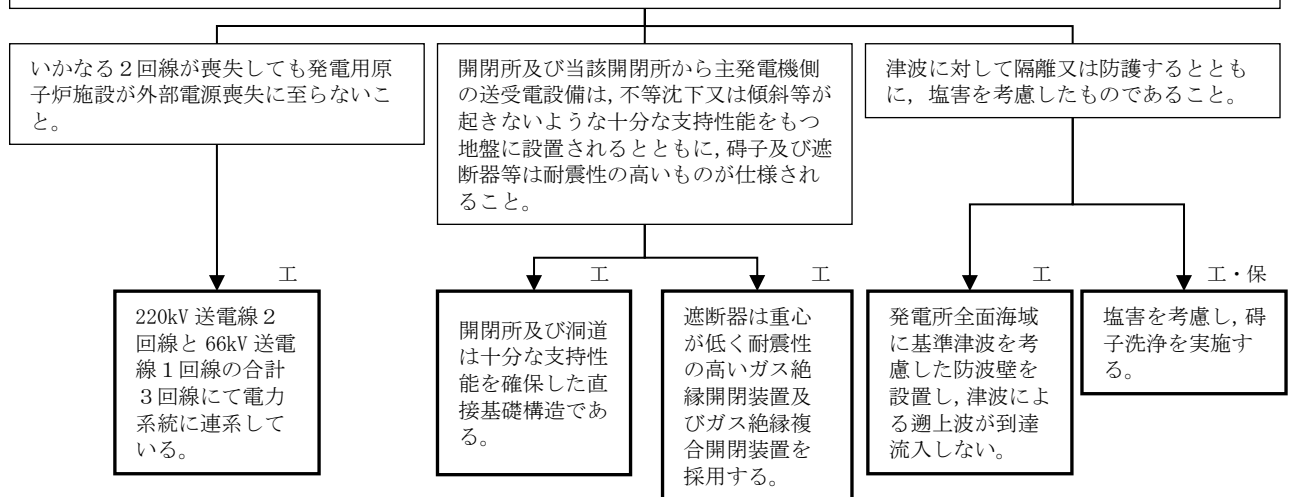 いかなる２回線が喪失しても発電用原
子炉施設が外部電源喪失に至らないこ
と。
開閉所及び当該開閉所から主発電機側
の送受電設備は，不等沈下又は傾斜等が
起きないような十分な支持性能をもつ
地盤に設置されるとともに，碍子及び遮
断器等は耐震性の高いものが仕様され
ること。
津波に対して隔離又は防護するととも
に，塩害を考慮したものであること。
工
220kV 送電線２
回線と 66kV 送電
線１回線の合計
３回線にて電力
系統に連系して
いる。
工
開閉所及び洞道
は十分な支持性
能を確保した直
接基礎構造であ
る。
工
遮断器は重心
が低く耐震性
の高いガス絶
縁開閉装置及
びガス絶縁複
合開閉装置を
採用する。
工
発電所全面海域
に基準津波を考
慮した防波壁を
設置し，津波によ
る遡上波が到達
流入しない。
工・保
塩害を考慮し，碍
子洗浄を実施す
る。